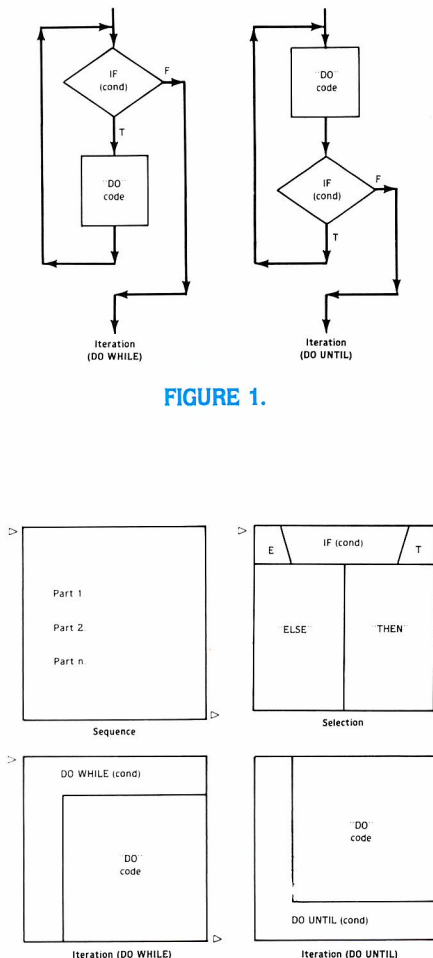 IF
(cond)
F
T
"DO"
code
Iteration
(DO WHILE)
"DO"
code
IF
(cond)
F
T
Iteration
(DO UNTIL)
FIGURE 1.
Part 1
Part 2
Part n
Sequence
E
IF (cond)
T
"ELSE"
"THEN"
Selection
DO WHILE (cond)
"DO"
code
Iteration (DO WHILE)
"DO"
code
DO UNTIL (cond)
Iteration (DO UNTIL)